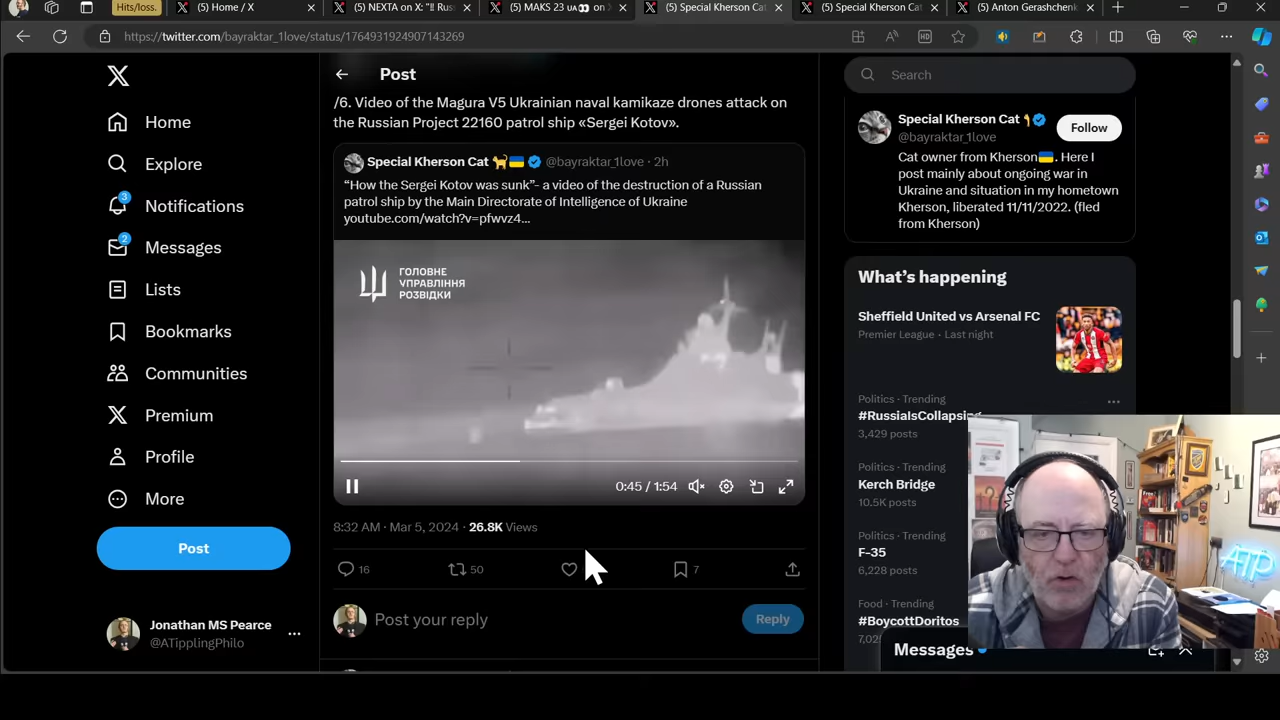 Hits/loss.
(5) Home / X
(5) NEXTA on X: "‼️ Rus
(5) MAKS 23 🇺🇦👀 on X
(5) Special Kherson Cat
(5) Special Kherson Cat
(5) Anton Gerashchenk
https://twitter.com/bayraktar_1love/status/1764931924907143269
Post
Search
/6. Video of the Magura V5 Ukrainian naval kamikaze drones attack on
the Russian Project 22160 patrol ship «Sergei Kotov».
Special Kherson Cat 🐈🇺🇦 @bayraktar_1love · 2h
“How the Sergei Kotov was sunk”- a video of the destruction of a Russian
patrol ship by the Main Directorate of Intelligence of Ukraine
youtube.com/watch?v=pfwvz4…
ГОЛОВНЕ
УПРАВЛІННЯ
РОЗВІДКИ
0:45 / 1:54
8:32 AM · Mar 5, 2024 · 26.8K Views
16
50
7
Post your reply
Reply
Home
Explore
3
Notifications
2
Messages
Lists
Bookmarks
Communities
Premium
Profile
More
Post
Jonathan MS Pearce
@ATipplingPhilo
Special Kherson Cat
@bayraktar_1love
Follow
Cat owner from Kherson🇺🇦. Here I
post mainly about ongoing war in
Ukraine and situation in my hometown
Kherson, liberated 11/11/2022. (fled
from Kherson)
What’s happening
Sheffield United vs Arsenal FC
Premier League · Last night
Politics · Trending
#RussiaIsCollapsing
3,429 posts
Politics · Trending
Kerch Bridge
10.5K posts
Politics · Trending
F-35
6,228 posts
Food · Trending
#BoycottDoritos
Messages
ATP